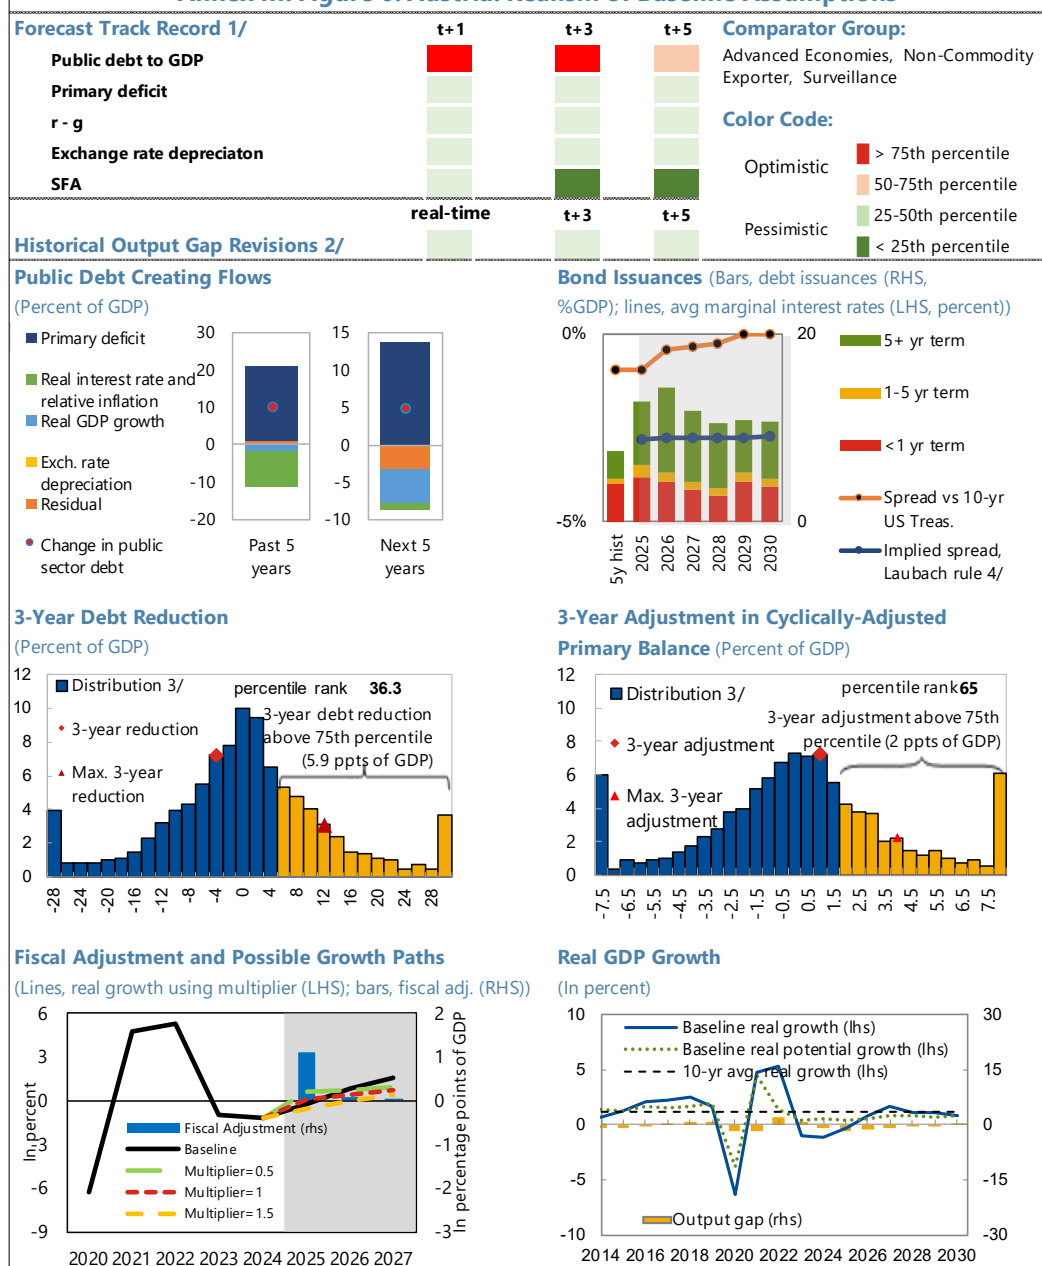 Annex III. Figure 6. Austria: Realism of Baseline Assumptions
Forecast Track Record 1/ t+1 t+3 t+5 Comparator Group:
Public debt to GDP
Primary deficit
r - g
Exchange rate depreciaton
SFA
Advanced Economies, Non-Commodity
Exporter, Surveillance
Color Code:
Optimistic
> 75th percentile
50-75th percentile
Pessimistic
25-50th percentile
< 25th percentile
real-time t+3 t+5
Historical Output Gap Revisions 2/
Public Debt Creating Flows
(Percent of GDP)
Primary deficit
Real interest rate and
relative inflation
Real GDP growth
Exch. rate
depreciation
Residual
Change in public
sector debt
30
20
10
0
-10
-20
Past 5
years
15
10
5
0
-5
-10
Next 5
years
Bond Issuances (Bars, debt issuances (RHS,
%GDP); lines, avg marginal interest rates (LHS, percent))
0%
-5%
20
0
5y hist 2025 2026 2027 2028 2029 2030
5+ yr term
1-5 yr term
<1 yr term
Spread vs 10-yr
US Treas.
Implied spread,
Laubach rule 4/
3-Year Debt Reduction
(Percent of GDP)
12
10
8
6
4
2
0
Distribution 3/
3-year reduction
Max. 3-year
reduction
percentile rank 36.3
3-year debt reduction
above 75th percentile
(5.9 ppts of GDP)
-28 -24 -20 -16 -12 -8 -4 0 4 8 12 16 20 24 28
3-Year Adjustment in Cyclically-Adjusted
Primary Balance (Percent of GDP)
12
10
8
6
4
2
0
Distribution 3/
3-year adjustment
Max. 3-year
adjustment
percentile rank 65
3-year adjustment above 75th
percentile (2 ppts of GDP)
-7.5 -6.5 -5.5 -4.5 -3.5 -2.5 -1.5 -0.5 0.5 1.5 2.5 3.5 4.5 5.5 6.5 7.5
Fiscal Adjustment and Possible Growth Paths
(Lines, real growth using multiplier (LHS); bars, fiscal adj. (RHS))
6
3
0
-3
-6
-9
In percent
Fiscal Adjustment (rhs)
Baseline
Multiplier=0.5
Multiplier=1
Multiplier=1.5
2
1
0
-1
-2
-3
In percentage points of GDP
2020 2021 2022 2023 2024 2025 2026 2027
Real GDP Growth
(In percent)
10
5
0
-5
-10
Baseline real growth (lhs)
Baseline real potential growth (lhs)
10-yr avg. real growth (lhs)
Output gap (rhs)
30
15
0
-15
-30
2014 2016 2018 2020 2022 2024 2026 2028 2030